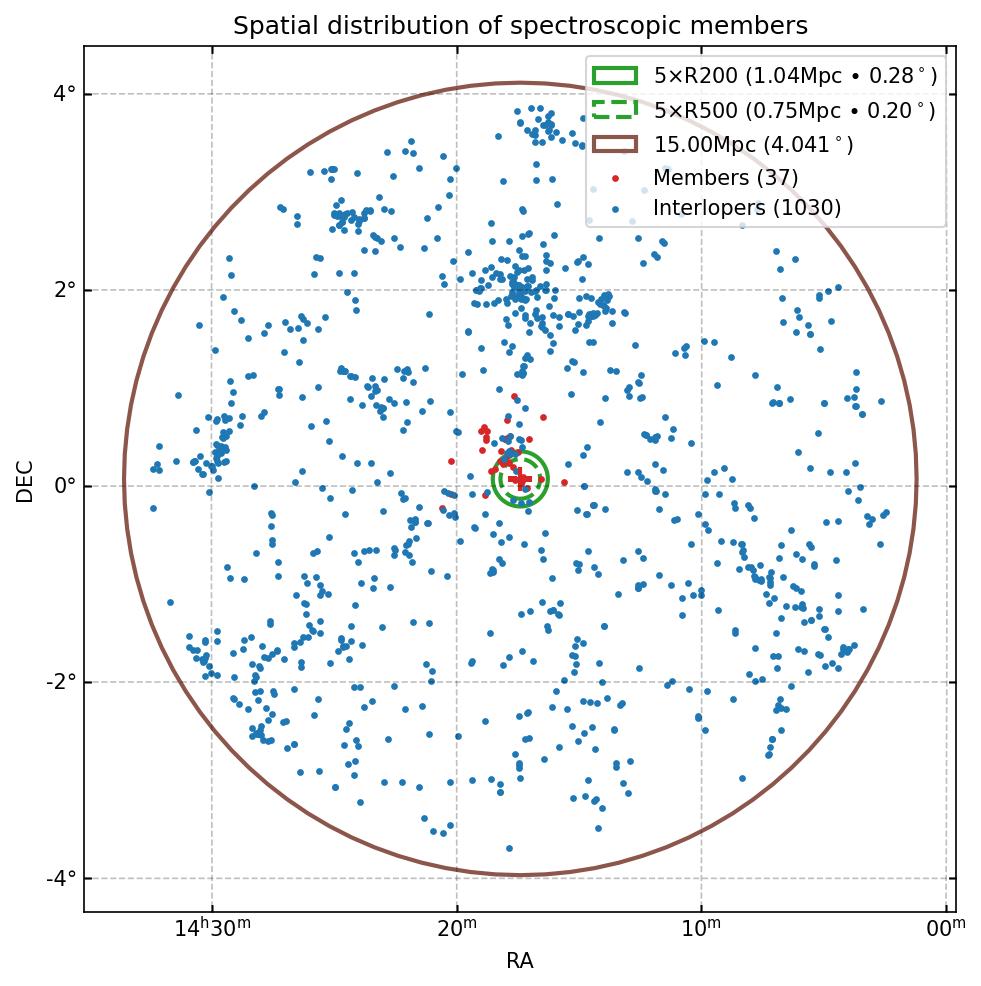 Spatial distribution of spectroscopic members
5×R200 (1.04Mpc • 0.28°)
5×R500 (0.75Mpc • 0.20°)
15.00Mpc (4.041°)
Members (37)
Interlopers (1030)
4°
2°
0°
-2°
-4°
DEC
14ʰ30ᵐ 20ᵐ 10ᵐ 00ᵐ
RA